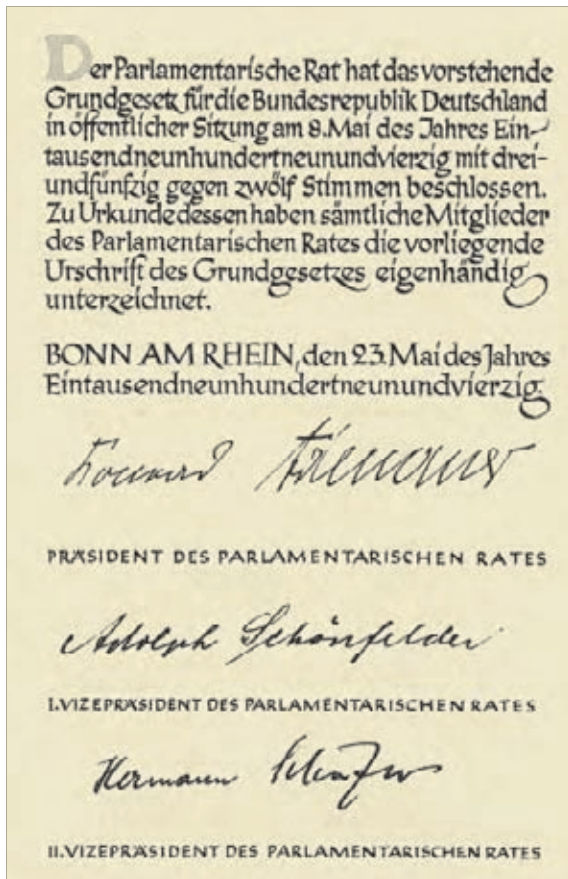 Der Parlamentarische Rat hat das vorstehende
Grundgesetz für die Bundesrepublik Deutschland
in öffentlicher Sitzung am 8. Mai des Jahres Ein-
tausendneunhundertneunundvierzig mit drei-
undfünfzig gegen zwölf Stimmen beschlossen.
Zu Urkunde dessen haben sämtliche Mitglieder
des Parlamentarischen Rates die vorliegende
Urschrift des Grundgesetzes eigenhändig
unterzeichnet.
BONN AM RHEIN, den 23. Mai des Jahres
Eintausendneunhundertneunundvierzig
Konrad Adenauer
PRÄSIDENT DES PARLAMENTARISCHEN RATES
Adolph Schönfelder
I. VIZEPRÄSIDENT DES PARLAMENTARISCHEN RATES
Hermann Schäfer
II. VIZEPRÄSIDENT DES PARLAMENTARISCHEN RATES